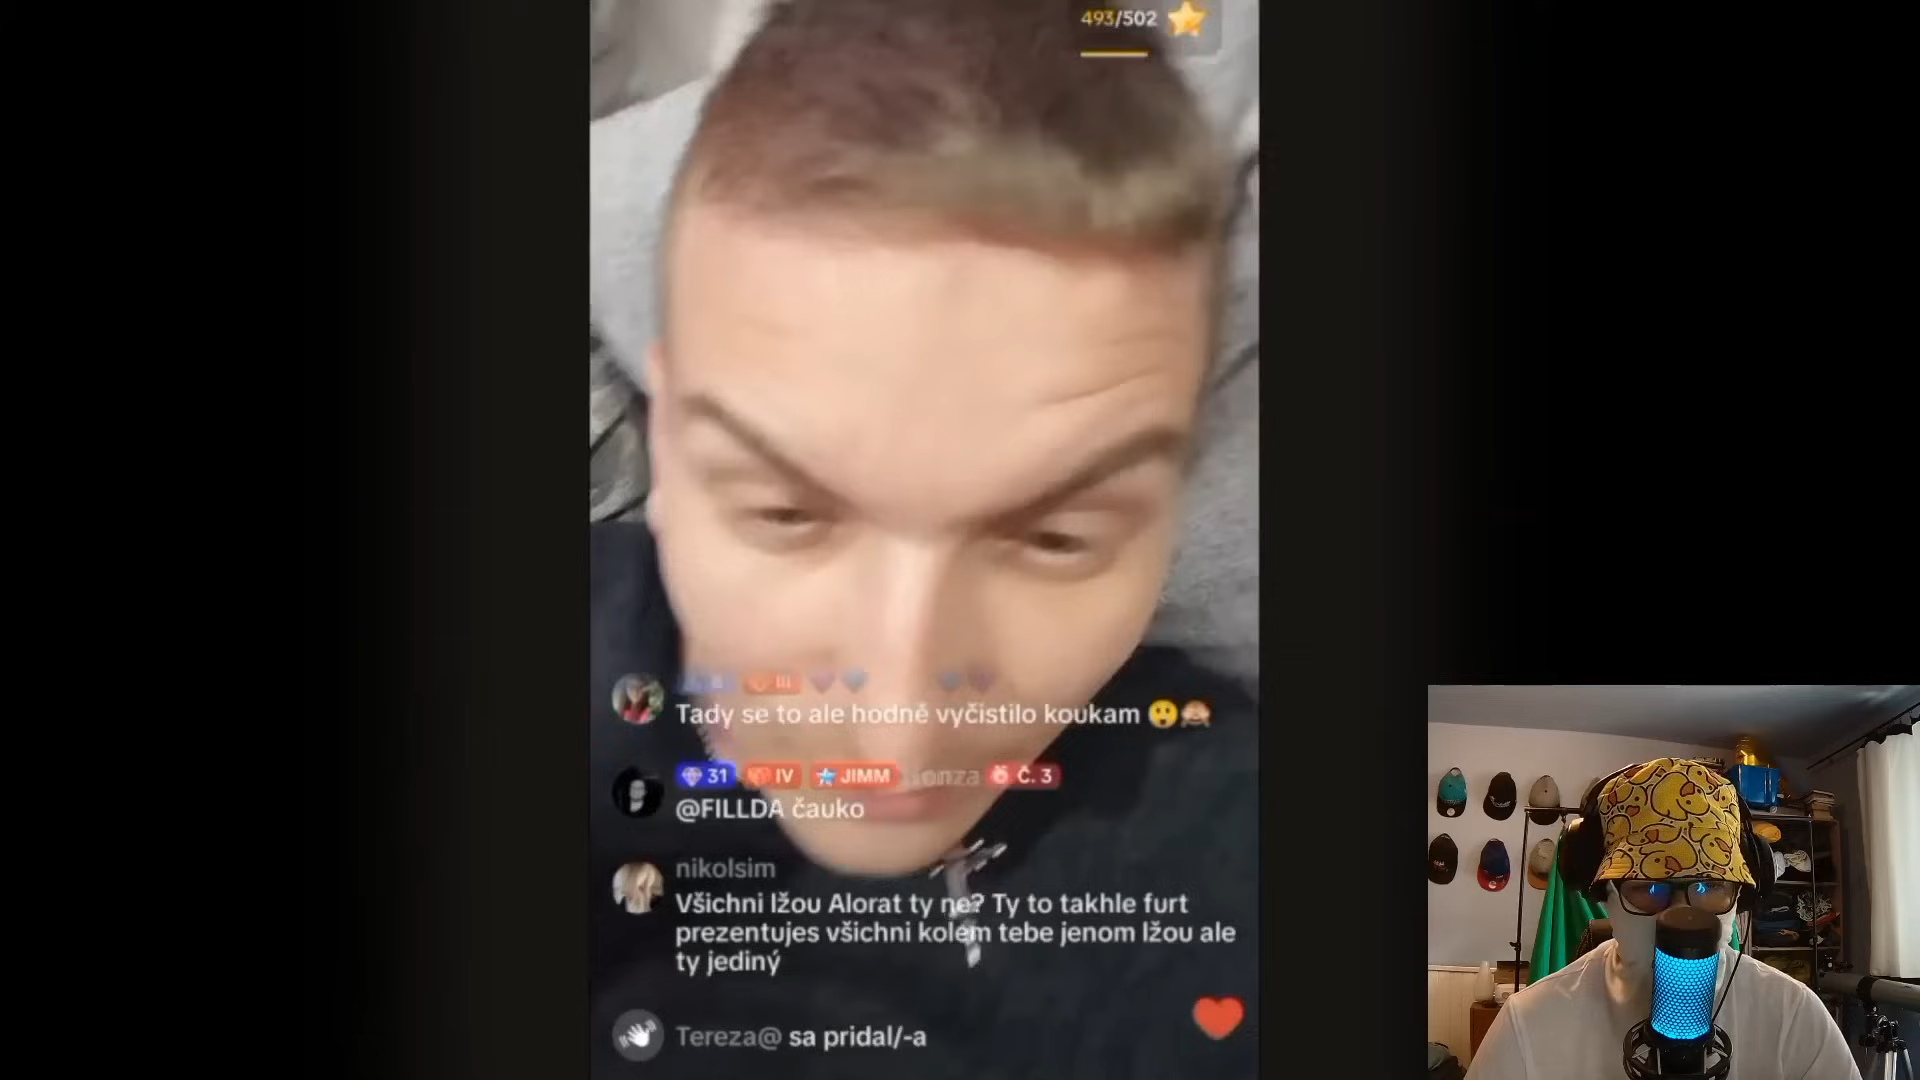 493/502
III
Tady se to ale hodně vyčistilo koukam 😲🙈
31 IV JIMM Č. 3
@FILLDA čauko
nikolsim
Všichni lžou Alorat ty ne? Ty to takhle furt
prezentujes všichni kolem tebe jenom lžou ale
ty jediný
Tereza@ sa pridal/-a